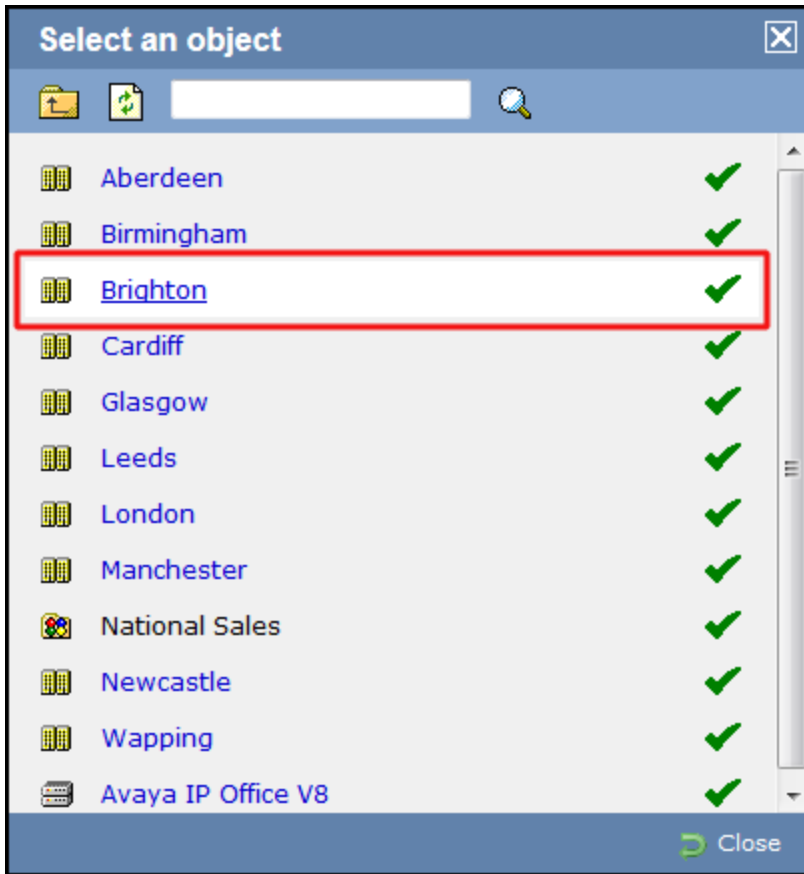 Select an object
Aberdeen
Birmingham
Brighton
Cardiff
Glasgow
Leeds
London
Manchester
National Sales
Newcastle
Wapping
Avaya IP Office V8
Close